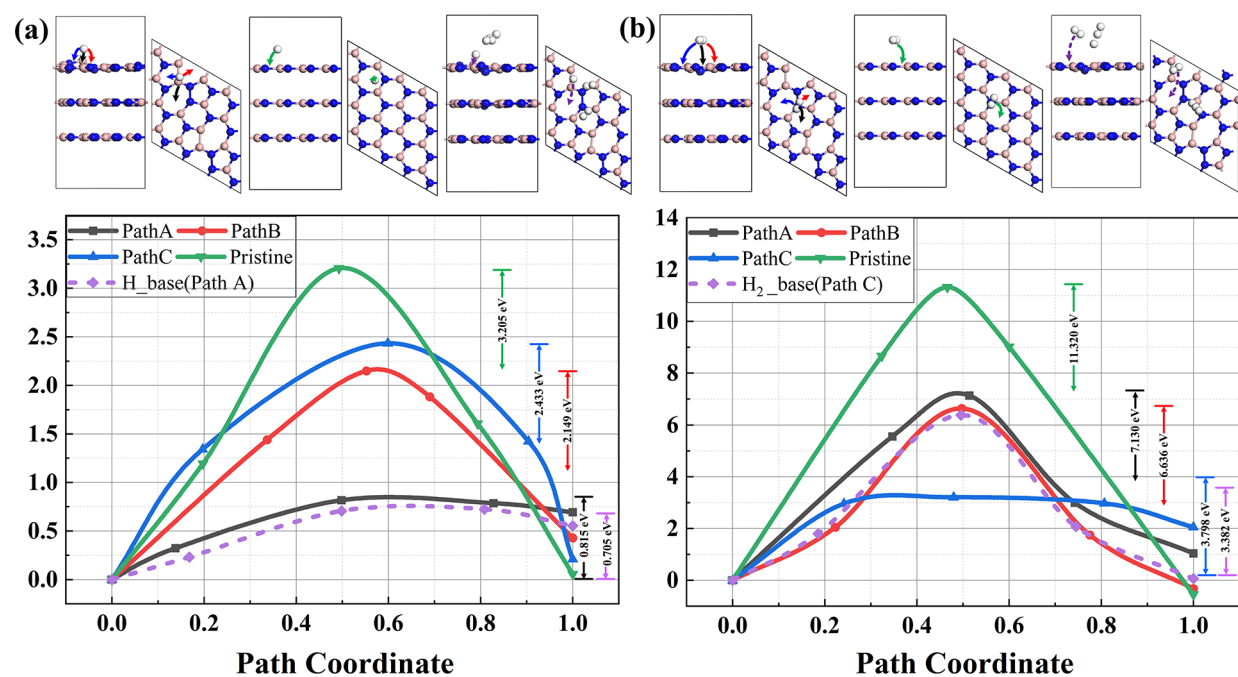 (a)
(b)
PathA
PathB
PathC
Pristine
H_base(Path A)
3.5
3.0
2.5
2.0
1.5
1.0
0.5
0.0
3.205 eV
2.433 eV
2.149 eV
0.815 eV
0.705 eV
0.0 0.2 0.4 0.6 0.8 1.0
Path Coordinate
PathA
PathB
PathC
Pristine
H₂_base(Path C)
14
12
10
8
6
4
2
0
11.320 eV
7.130 eV
6.636 eV
3.798 eV
3.382 eV
0.0 0.2 0.4 0.6 0.8 1.0
Path Coordinate